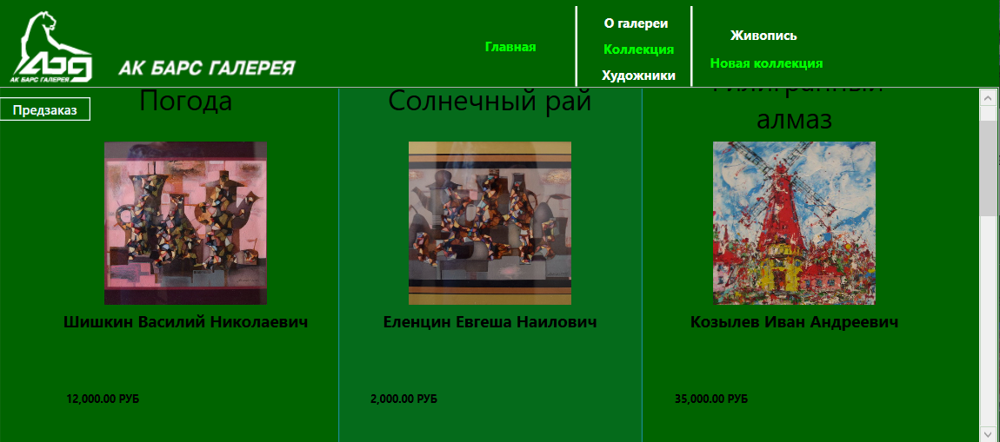 АК БАРС ГАЛЕРЕЯ
АК БАРС ГАЛЕРЕЯ
Главная
О галереи
Коллекция
Художники
Живопись
Новая коллекция
Предзаказ
Погода
Солнечный рай
алмаз
Шишкин Василий Николаевич
Еленцин Евгеша Наилович
Козылев Иван Андреевич
12,000.00 РУБ
2,000.00 РУБ
35,000.00 РУБ